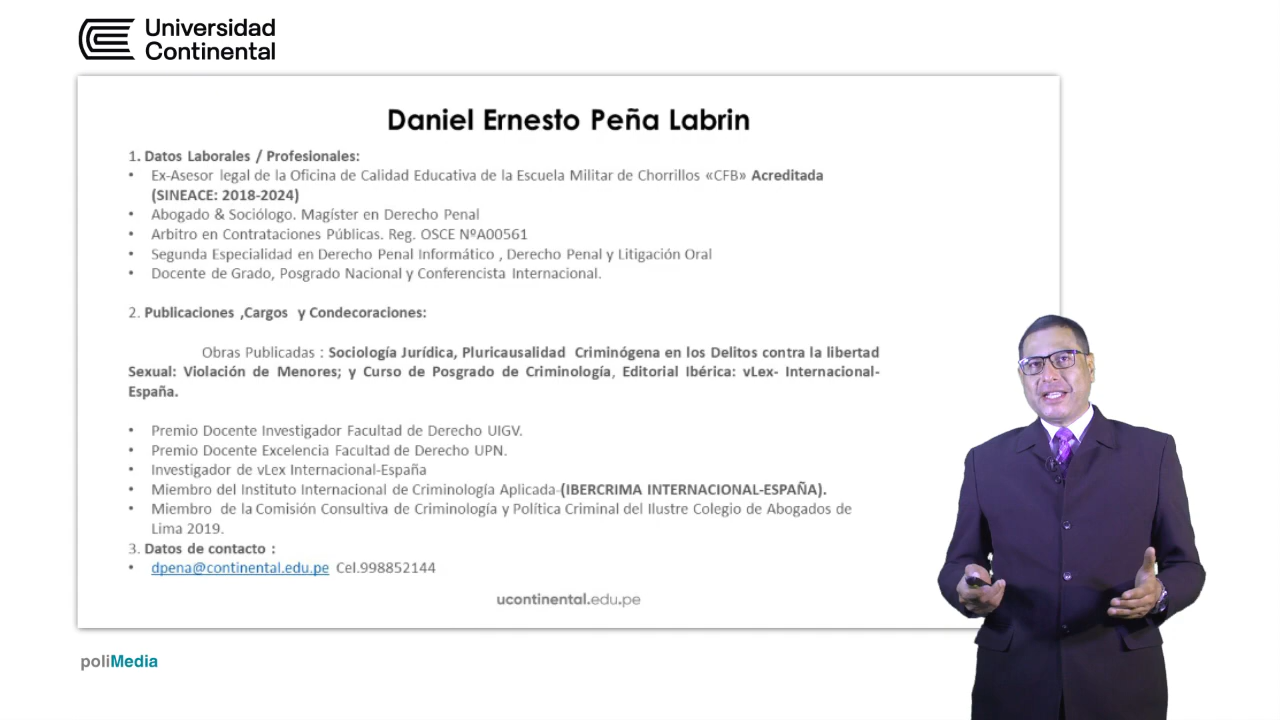 Universidad
Continental
Daniel Ernesto Peña Labrin
1. Datos Laborales / Profesionales:
• Ex-Asesor legal de la Oficina de Calidad Educativa de la Escuela Militar de Chorrillos «CFB» Acreditada
(SINEACE: 2018-2024)
• Abogado & Sociólogo. Magíster en Derecho Penal
• Arbitro en Contrataciones Públicas. Reg. OSCE NºA00561
• Segunda Especialidad en Derecho Penal Informático , Derecho Penal y Litigación Oral
• Docente de Grado, Posgrado Nacional y Conferencista Internacional.
2. Publicaciones ,Cargos y Condecoraciones:
Obras Publicadas : Sociología Jurídica, Pluricausalidad Criminógena en los Delitos contra la libertad
Sexual: Violación de Menores; y Curso de Posgrado de Criminología, Editorial Ibérica: vLex- Internacional-
España.
• Premio Docente Investigador Facultad de Derecho UIGV.
• Premio Docente Excelencia Facultad de Derecho UPN.
• Investigador de vLex Internacional-España
• Miembro del Instituto Internacional de Criminología Aplicada-(IBERCRIMA INTERNACIONAL-ESPAÑA).
• Miembro de la Comisión Consultiva de Criminología y Política Criminal del Ilustre Colegio de Abogados de
Lima 2019.
3. Datos de contacto :
• dpena@continental.edu.pe Cel.998852144
ucontinental.edu.pe
poliMedia